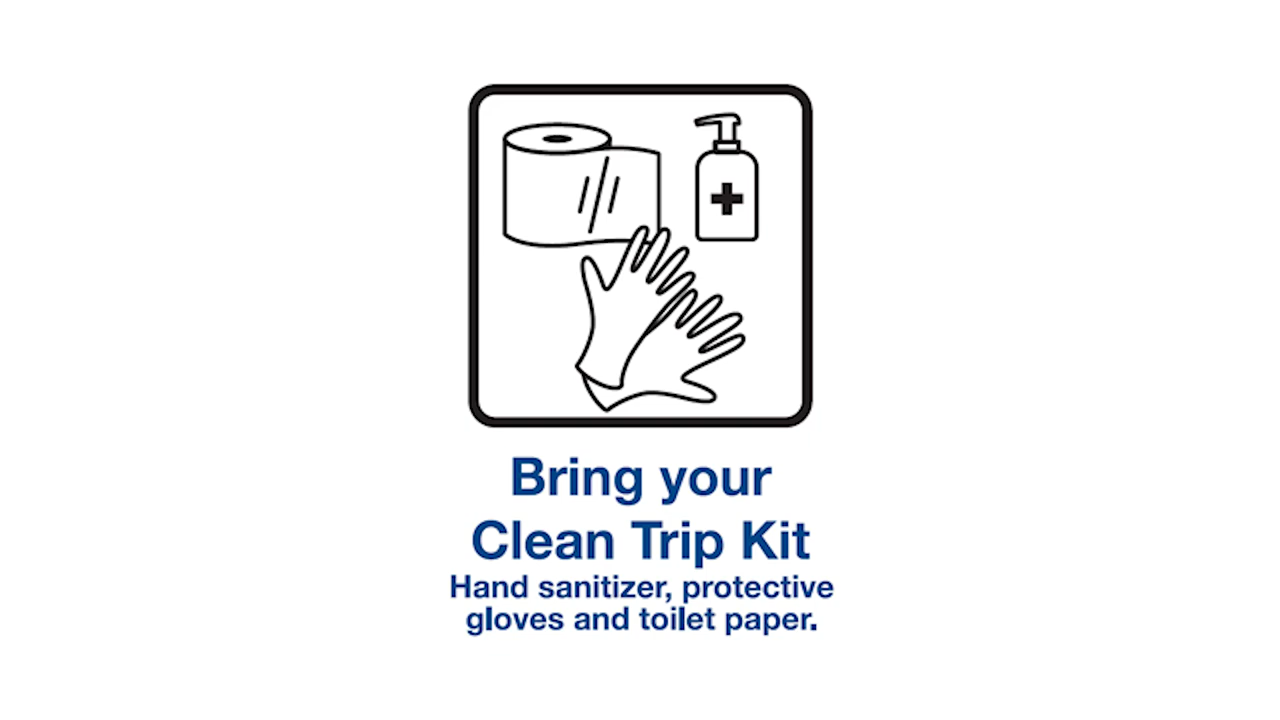 Bring your
Clean Trip Kit
Hand sanitizer, protective
gloves and toilet paper.